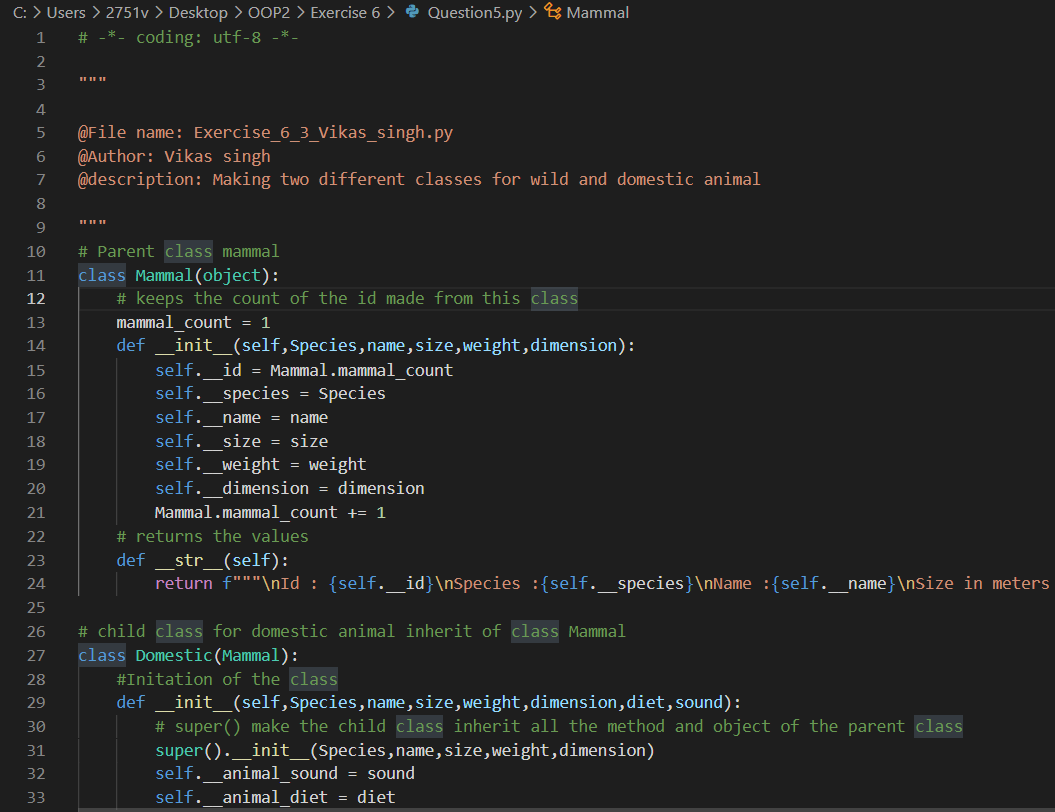 C: > Users > 2751v > Desktop > OOP2 > Exercise 6 > Question5.py > Mammal
1 # -*- coding: utf-8 -*-
2
3 """
4
5 @File name: Exercise_6_3_Vikas_singh.py
6 @Author: Vikas singh
7 @description: Making two different classes for wild and domestic animal
8
9 """
10 # Parent class mammal
11 class Mammal(object):
12     # keeps the count of the id made from this class
13     mammal_count = 1
14     def __init__(self,Species,name,size,weight,dimension):
15         self.__id = Mammal.mammal_count
16         self.__species = Species
17         self.__name = name
18         self.__size = size
19         self.__weight = weight
20         self.__dimension = dimension
21         Mammal.mammal_count += 1
22     # returns the values
23     def __str__(self):
24         return f"""\nId : {self.__id}\nSpecies :{self.__species}\nName :{self.__name}\nSize in meters
25
26 # child class for domestic animal inherit of class Mammal
27 class Domestic(Mammal):
28     #Initation of the class
29     def __init__(self,Species,name,size,weight,dimension,diet,sound):
30         # super() make the child class inherit all the method and object of the parent class
31         super().__init__(Species,name,size,weight,dimension)
32         self.__animal_sound = sound
33         self.__animal_diet = diet